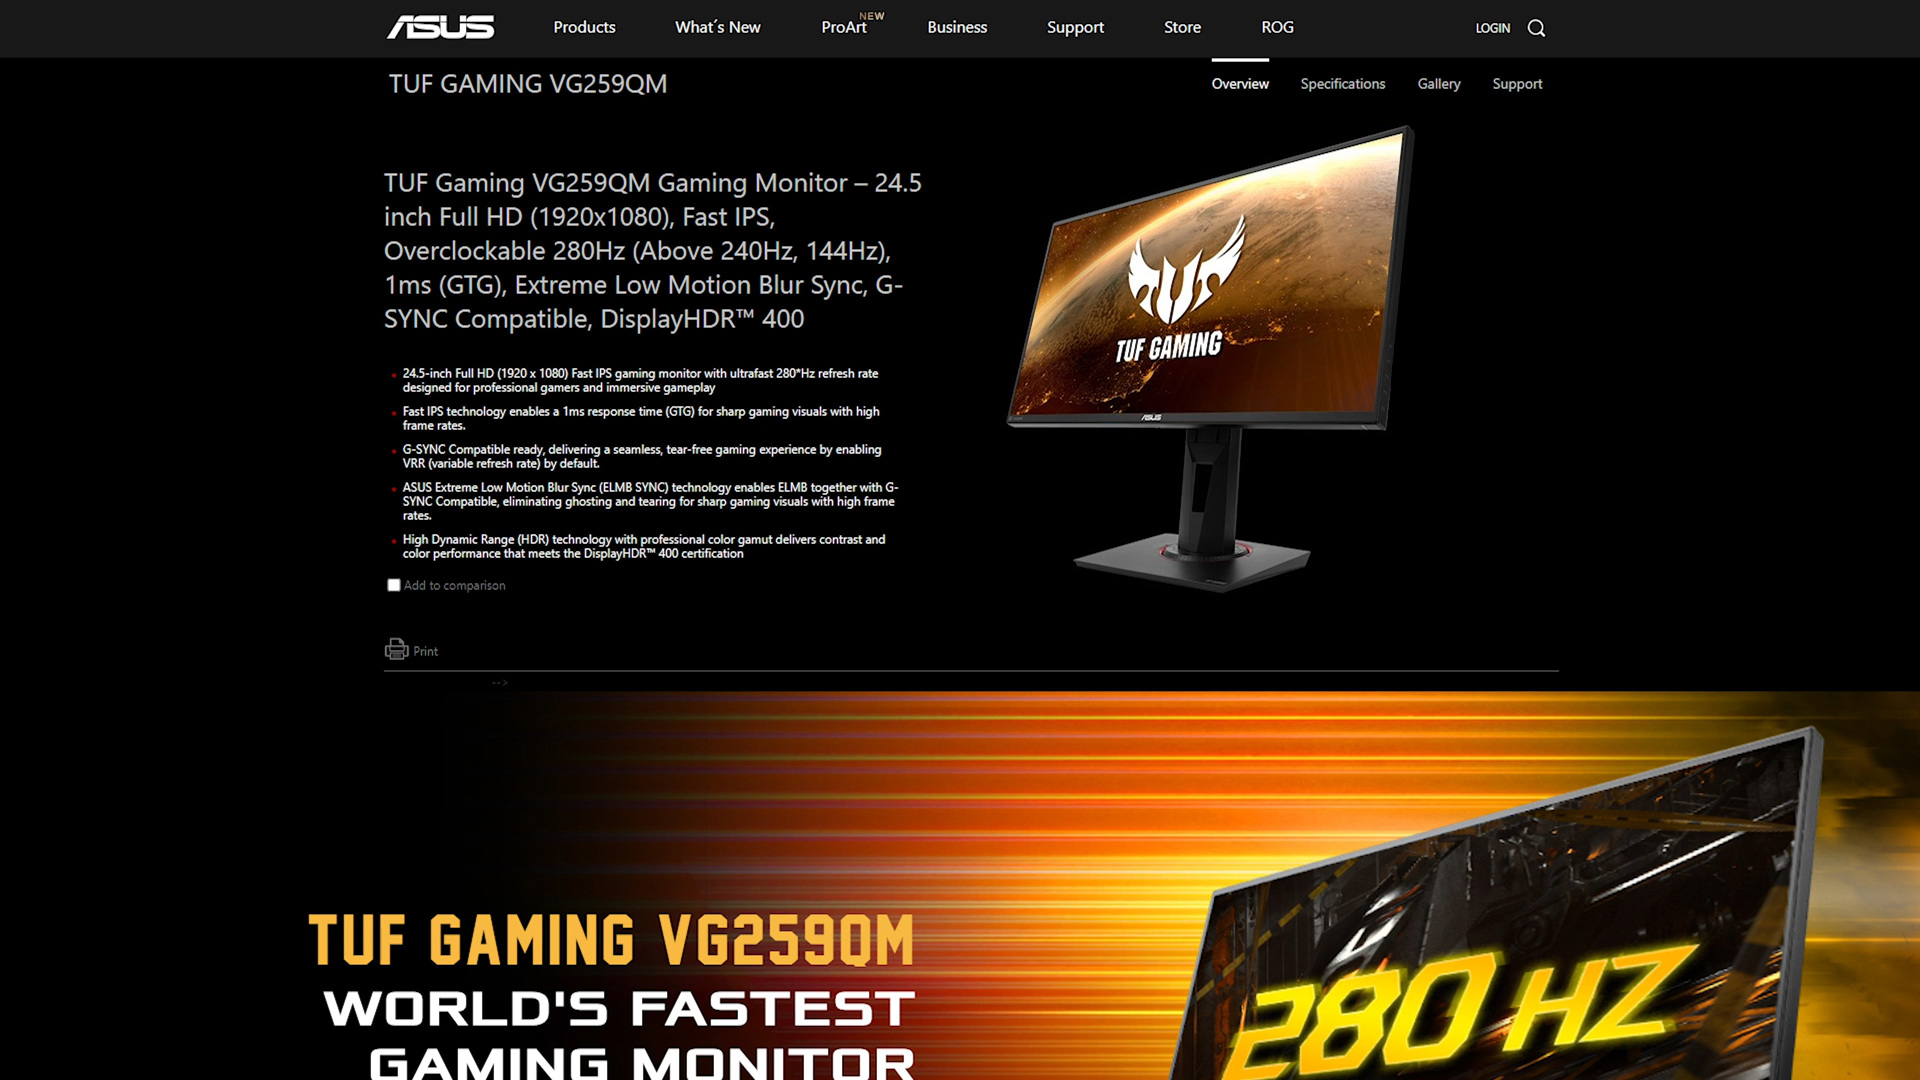 ASUS
Products
What´s New
ProArt
NEW
Business
Support
Store
ROG
LOGIN
TUF GAMING VG259QM
Overview
Specifications
Gallery
Support
TUF Gaming VG259QM Gaming Monitor – 24.5
inch Full HD (1920x1080), Fast IPS,
Overclockable 280Hz (Above 240Hz, 144Hz),
1ms (GTG), Extreme Low Motion Blur Sync, G-
SYNC Compatible, DisplayHDR™ 400
24.5-inch Full HD (1920 x 1080) Fast IPS gaming monitor with ultrafast 280*Hz refresh rate
designed for professional gamers and immersive gameplay
Fast IPS technology enables a 1ms response time (GTG) for sharp gaming visuals with high
frame rates.
G-SYNC Compatible ready, delivering a seamless, tear-free gaming experience by enabling
VRR (variable refresh rate) by default.
ASUS Extreme Low Motion Blur Sync (ELMB SYNC) technology enables ELMB together with G-
SYNC Compatible, eliminating ghosting and tearing for sharp gaming visuals with high frame
rates.
High Dynamic Range (HDR) technology with professional color gamut delivers contrast and
color performance that meets the DisplayHDR™ 400 certification
Add to comparison
TUF
TUF GAMING
ASUS
Print
-->
TUF GAMING VG259QM
WORLD'S FASTEST
GAMING MONITOR
280 HZ